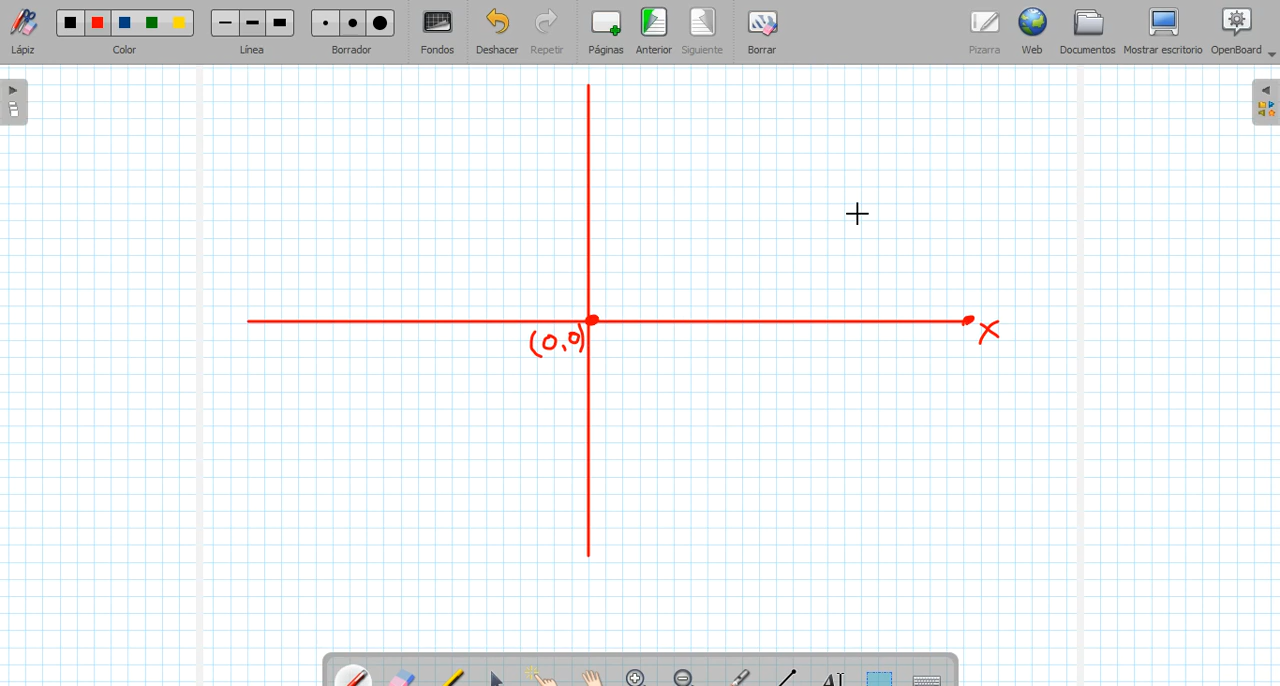 Lápiz Color Línea Borrador Fondos Deshacer Repetir Páginas Anterior Siguiente Borrar Pizarra Web Documentos Mostrar escritorio OpenBoard
(0,0) X